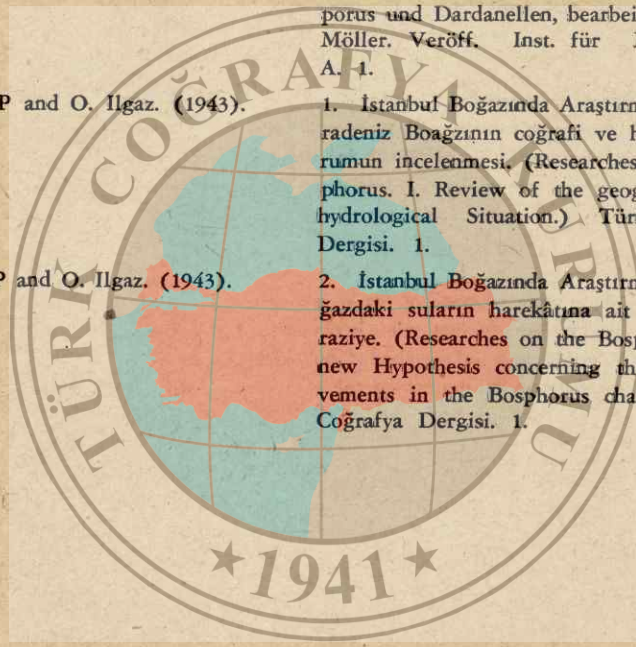 porus und Dardanellen, bearbei
Möller. Veröff. Inst. für
A. 1.
P and O. Ilgaz. (1943).
1. İstanbul Boğazında Araştırn
radeniz Boağzının coğrafi ve h
rumun incelenmesi. (Researches
phorus. I. Review of the geog
hydrological Situation.) Tür
Dergisi. 1.
P and O. Ilgaz. (1943).
2. İstanbul Boğazında Araştırn
ğazdaki suların harekâtına ait
raziye. (Researches on the Bosp
new Hypothesis concerning th
vements in the Bosphorus cha
Coğrafya Dergisi. 1.
TÜRK COĞRAFYA KURUMU
1941